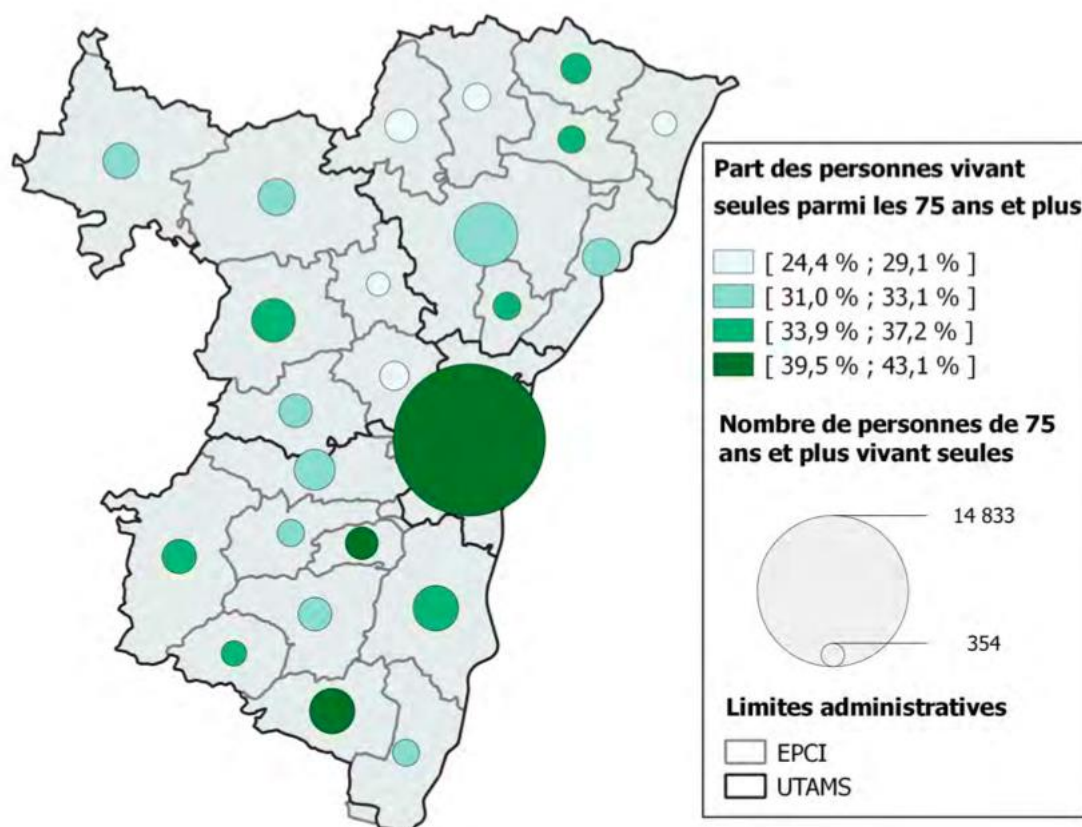 Part des personnes vivant
seules parmi les 75 ans et plus
[ 24,4 % ; 29,1 % ]
[ 31,0 % ; 33,1 % ]
[ 33,9 % ; 37,2 % ]
[ 39,5 % ; 43,1 % ]
Nombre de personnes de 75
ans et plus vivant seules
14 833
354
Limites administratives
EPCI
UTAMS